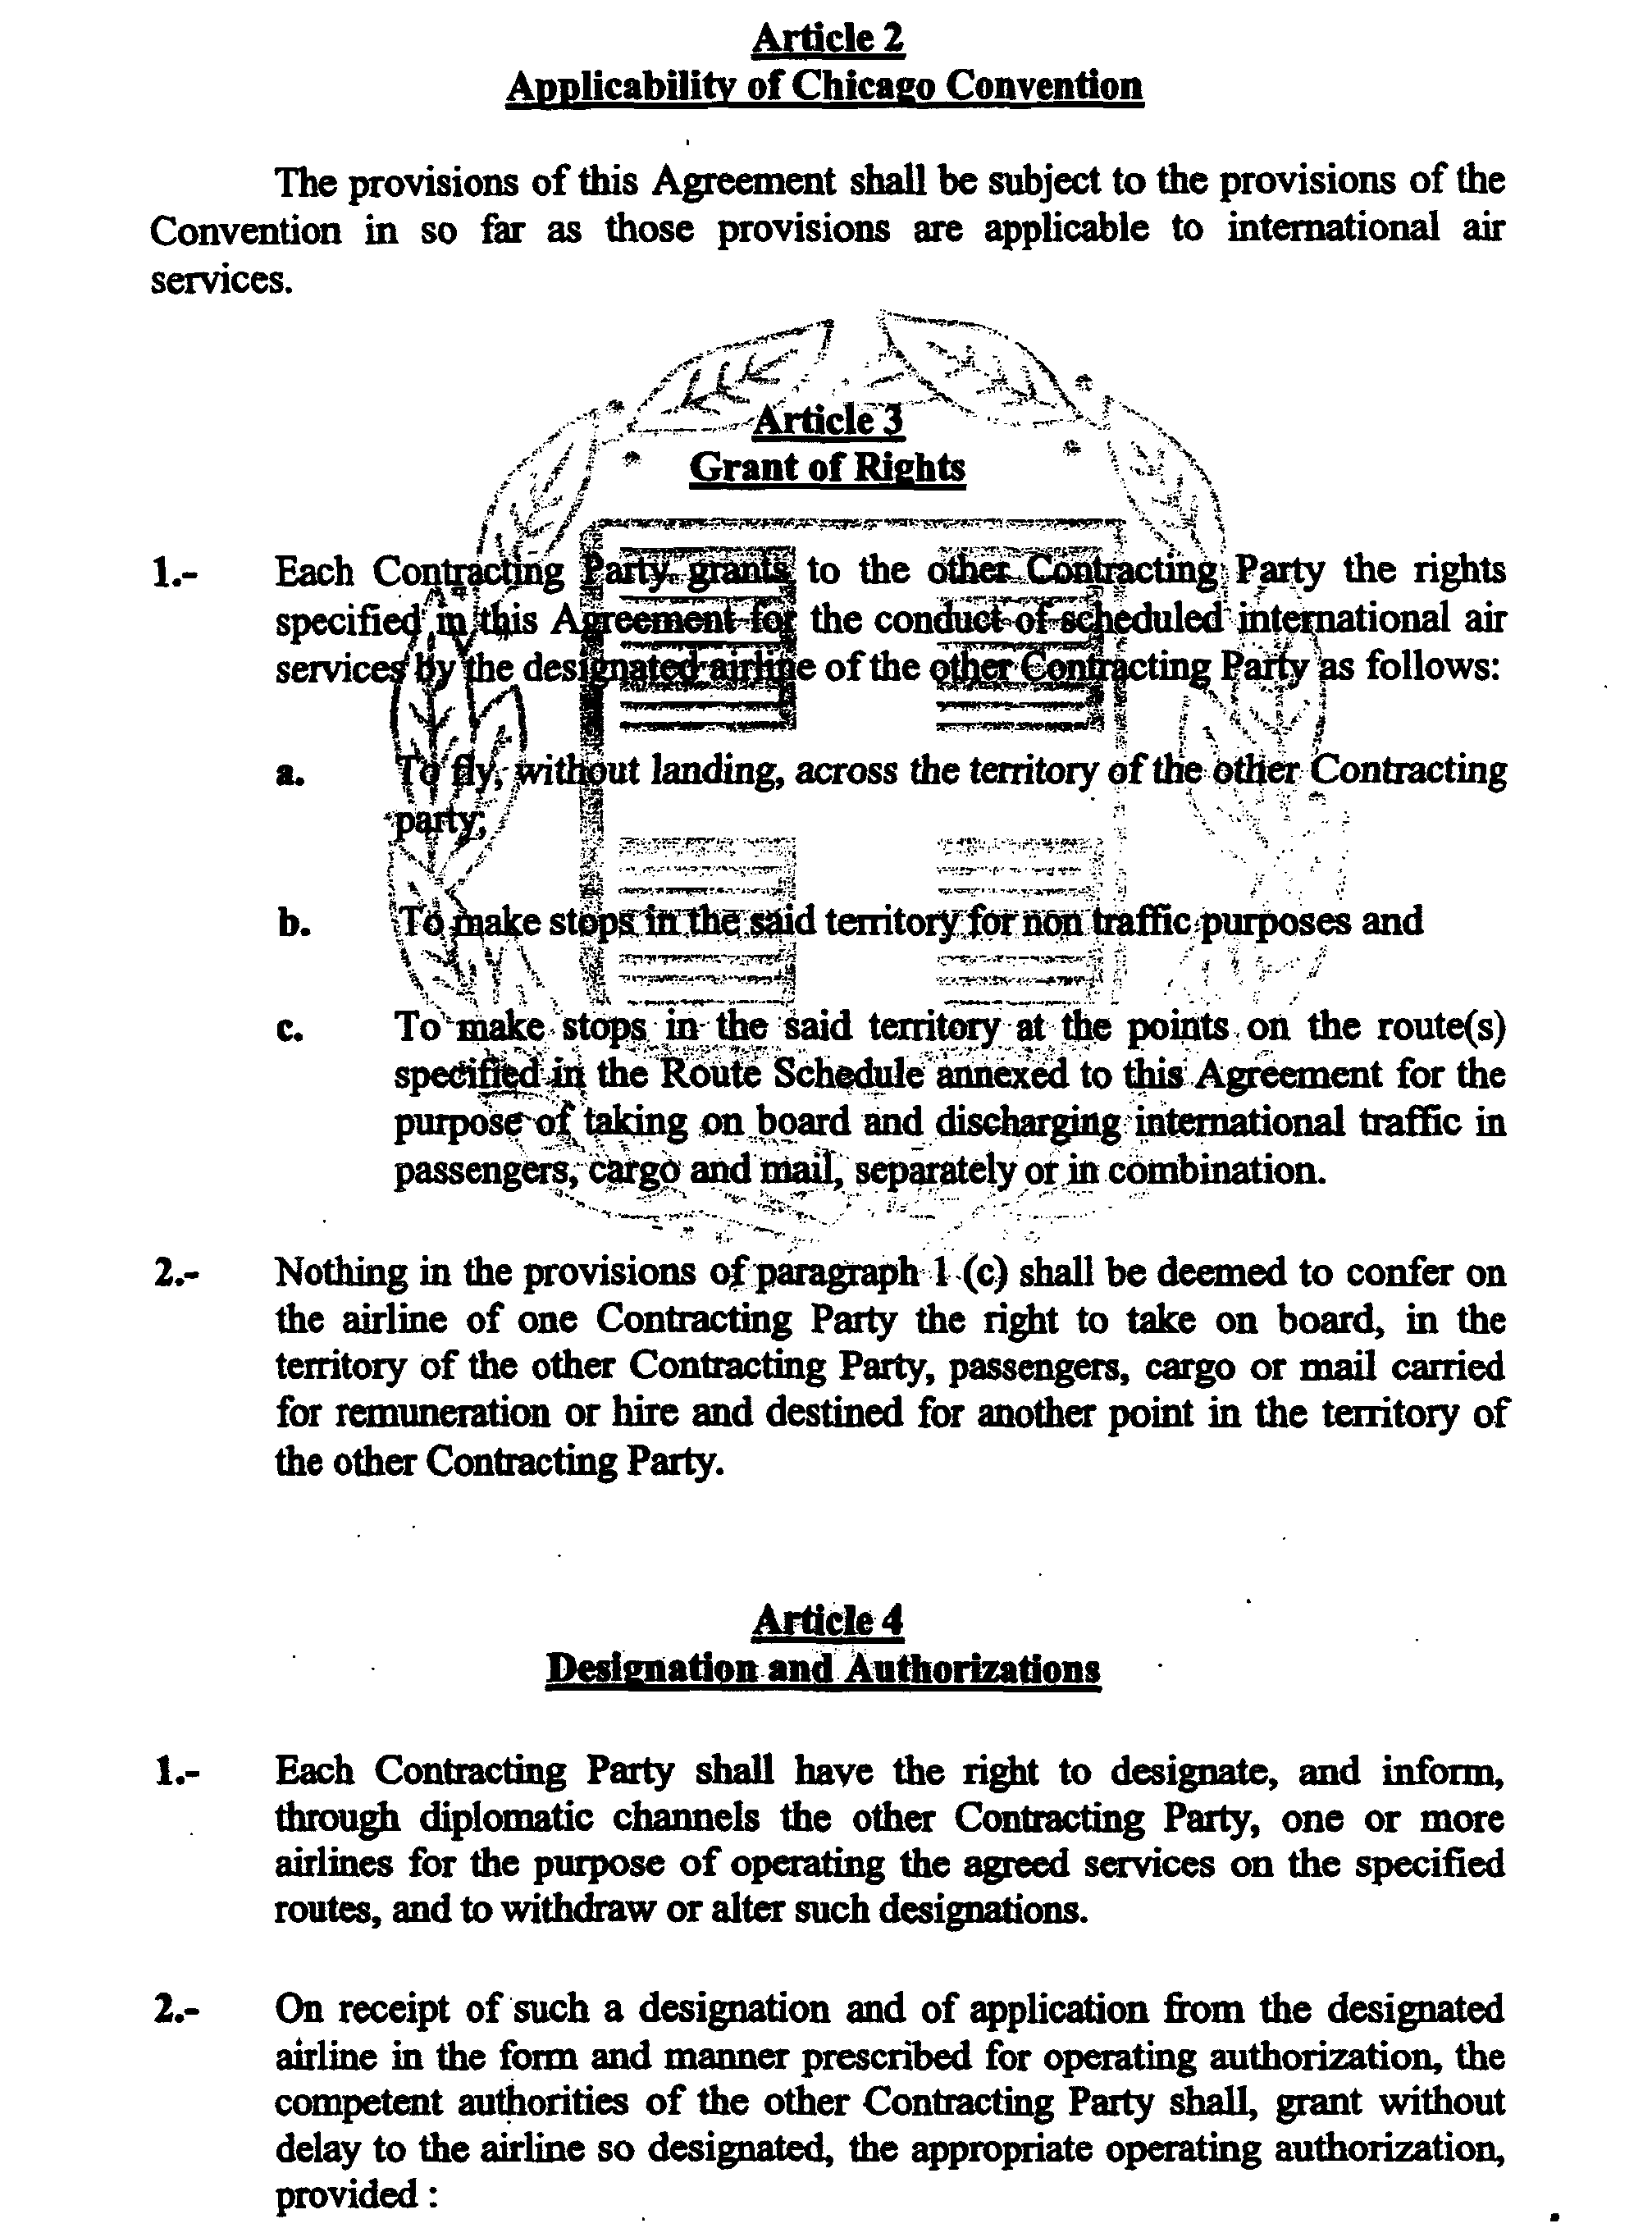 Article 2
Applicability of Chicago Convention
The provisions of this Agreement shall be subject to the provisions of the
Convention in so far as those provisions are applicable to international air
services.
Article 3
Grant of Rights
1.- Each Contracting Party grants to the other Contracting Party the rights
specified in this Agreement for the conduct of scheduled international air
services by the designated airline of the other Contracting Party as follows:
a. To fly, without landing, across the territory of the other Contracting
party;
b. To make stops in the said territory for non traffic purposes and
c. To make stops in the said territory at the points on the route(s)
specified in the Route Schedule annexed to this Agreement for the
purpose of taking on board and discharging international traffic in
passengers, cargo and mail, separately or in combination.
2.- Nothing in the provisions of paragraph 1 (c) shall be deemed to confer on
the airline of one Contracting Party the right to take on board, in the
territory of the other Contracting Party, passengers, cargo or mail carried
for remuneration or hire and destined for another point in the territory of
the other Contracting Party.
Article 4
Designation and Authorizations
1.- Each Contracting Party shall have the right to designate, and inform,
through diplomatic channels the other Contracting Party, one or more
airlines for the purpose of operating the agreed services on the specified
routes, and to withdraw or alter such designations.
2.- On receipt of such a designation and of application from the designated
airline in the form and manner prescribed for operating authorization, the
competent authorities of the other Contracting Party shall, grant without
delay to the airline so designated, the appropriate operating authorization,
provided :